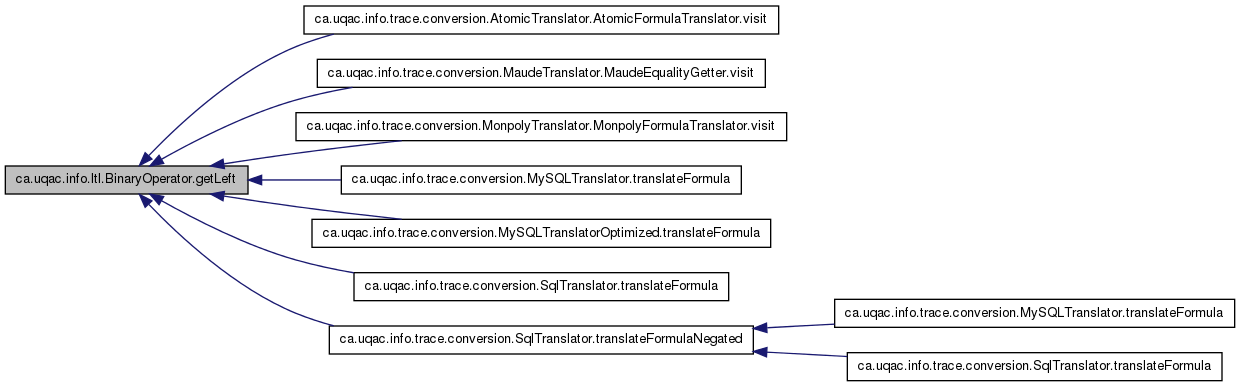 ca.uqac.info.trace.conversion.AtomicTranslator.AtomicFormulaTranslator.visit
ca.uqac.info.trace.conversion.MaudeTranslator.MaudeEqualityGetter.visit
ca.uqac.info.trace.conversion.MonpolyTranslator.MonpolyFormulaTranslator.visit
ca.uqac.info.ltl.BinaryOperator.getLeft
ca.uqac.info.trace.conversion.MySQLTranslator.translateFormula
ca.uqac.info.trace.conversion.MySQLTranslatorOptimized.translateFormula
ca.uqac.info.trace.conversion.SqlTranslator.translateFormula
ca.uqac.info.trace.conversion.SqlTranslator.translateFormulaNegated
ca.uqac.info.trace.conversion.MySQLTranslator.translateFormula
ca.uqac.info.trace.conversion.SqlTranslator.translateFormula